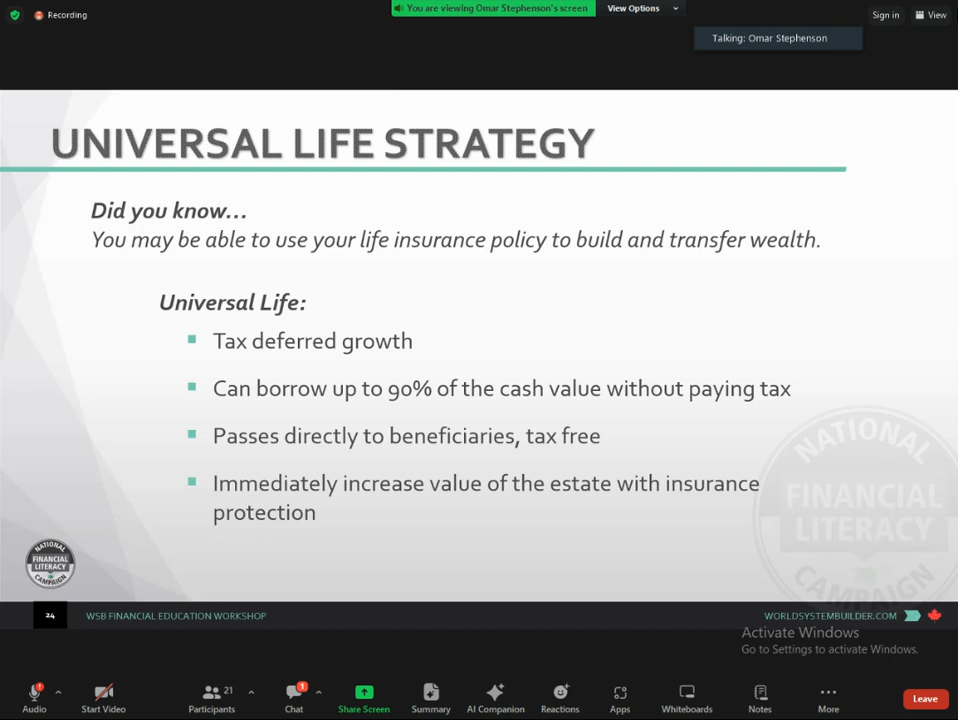 Recording
You are viewing Omar Stephenson's screen
View Options
Sign in
View
Talking: Omar Stephenson
UNIVERSAL LIFE STRATEGY
Did you know...
You may be able to use your life insurance policy to build and transfer wealth.
Universal Life:
Tax deferred growth
Can borrow up to 90% of the cash value without paying tax
Passes directly to beneficiaries, tax free
Immediately increase value of the estate with insurance
protection
NATIONAL
FINANCIAL
LITERACY
CAMPAIGN
NATIONAL
FINANCIAL
LITERACY
CAMPAIGN
24
WSB FINANCIAL EDUCATION WORKSHOP
WORLDSYSTEMBUILDER.COM
Activate Windows
Go to Settings to activate Windows.
21
1
Audio
Start Video
Participants
Chat
Share Screen
Summary
AI Companion
Reactions
Apps
Whiteboards
Notes
More
Leave